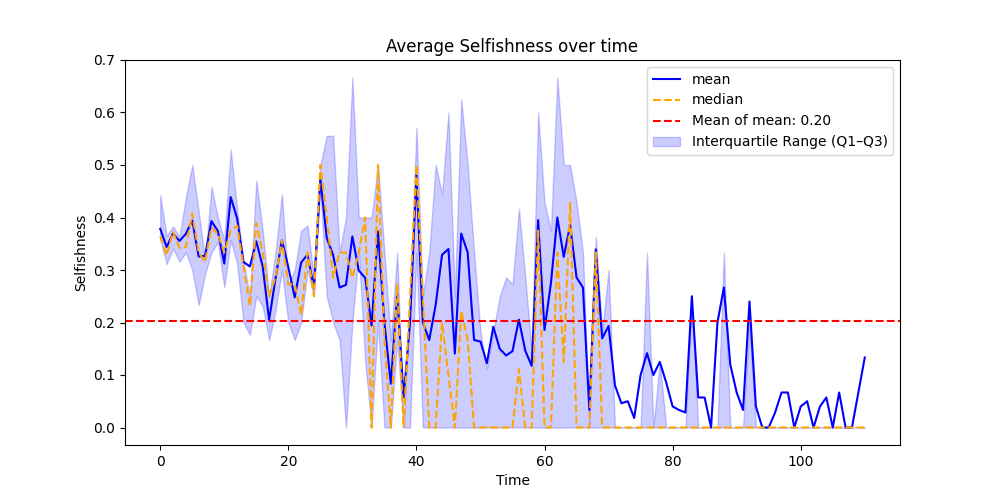 Average Selfishness over time
0.7
0.6
0.5
0.4
0.3
0.2
0.1
0.0
Selfishness
mean
median
Mean of mean: 0.20
Interquartile Range (Q1–Q3)
0 20 40 60 80 100
Time